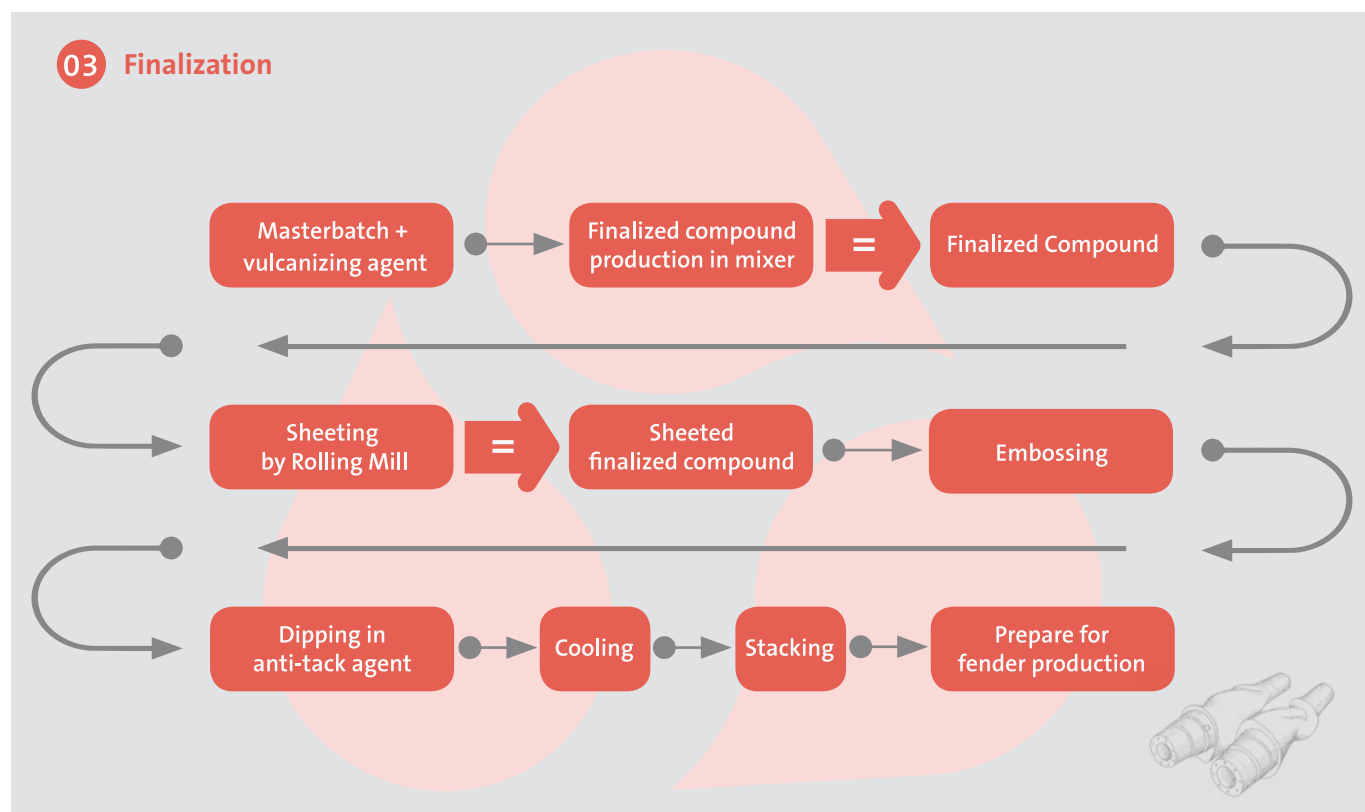 03 Finalization
Masterbatch +
vulcanizing agent
Finalized compound
production in mixer
=
Finalized Compound
Sheeting
by Rolling Mill
=
Sheeted
finalized compound
Embossing
Dipping in
anti-tack agent
Cooling
Stacking
Prepare for
fender production